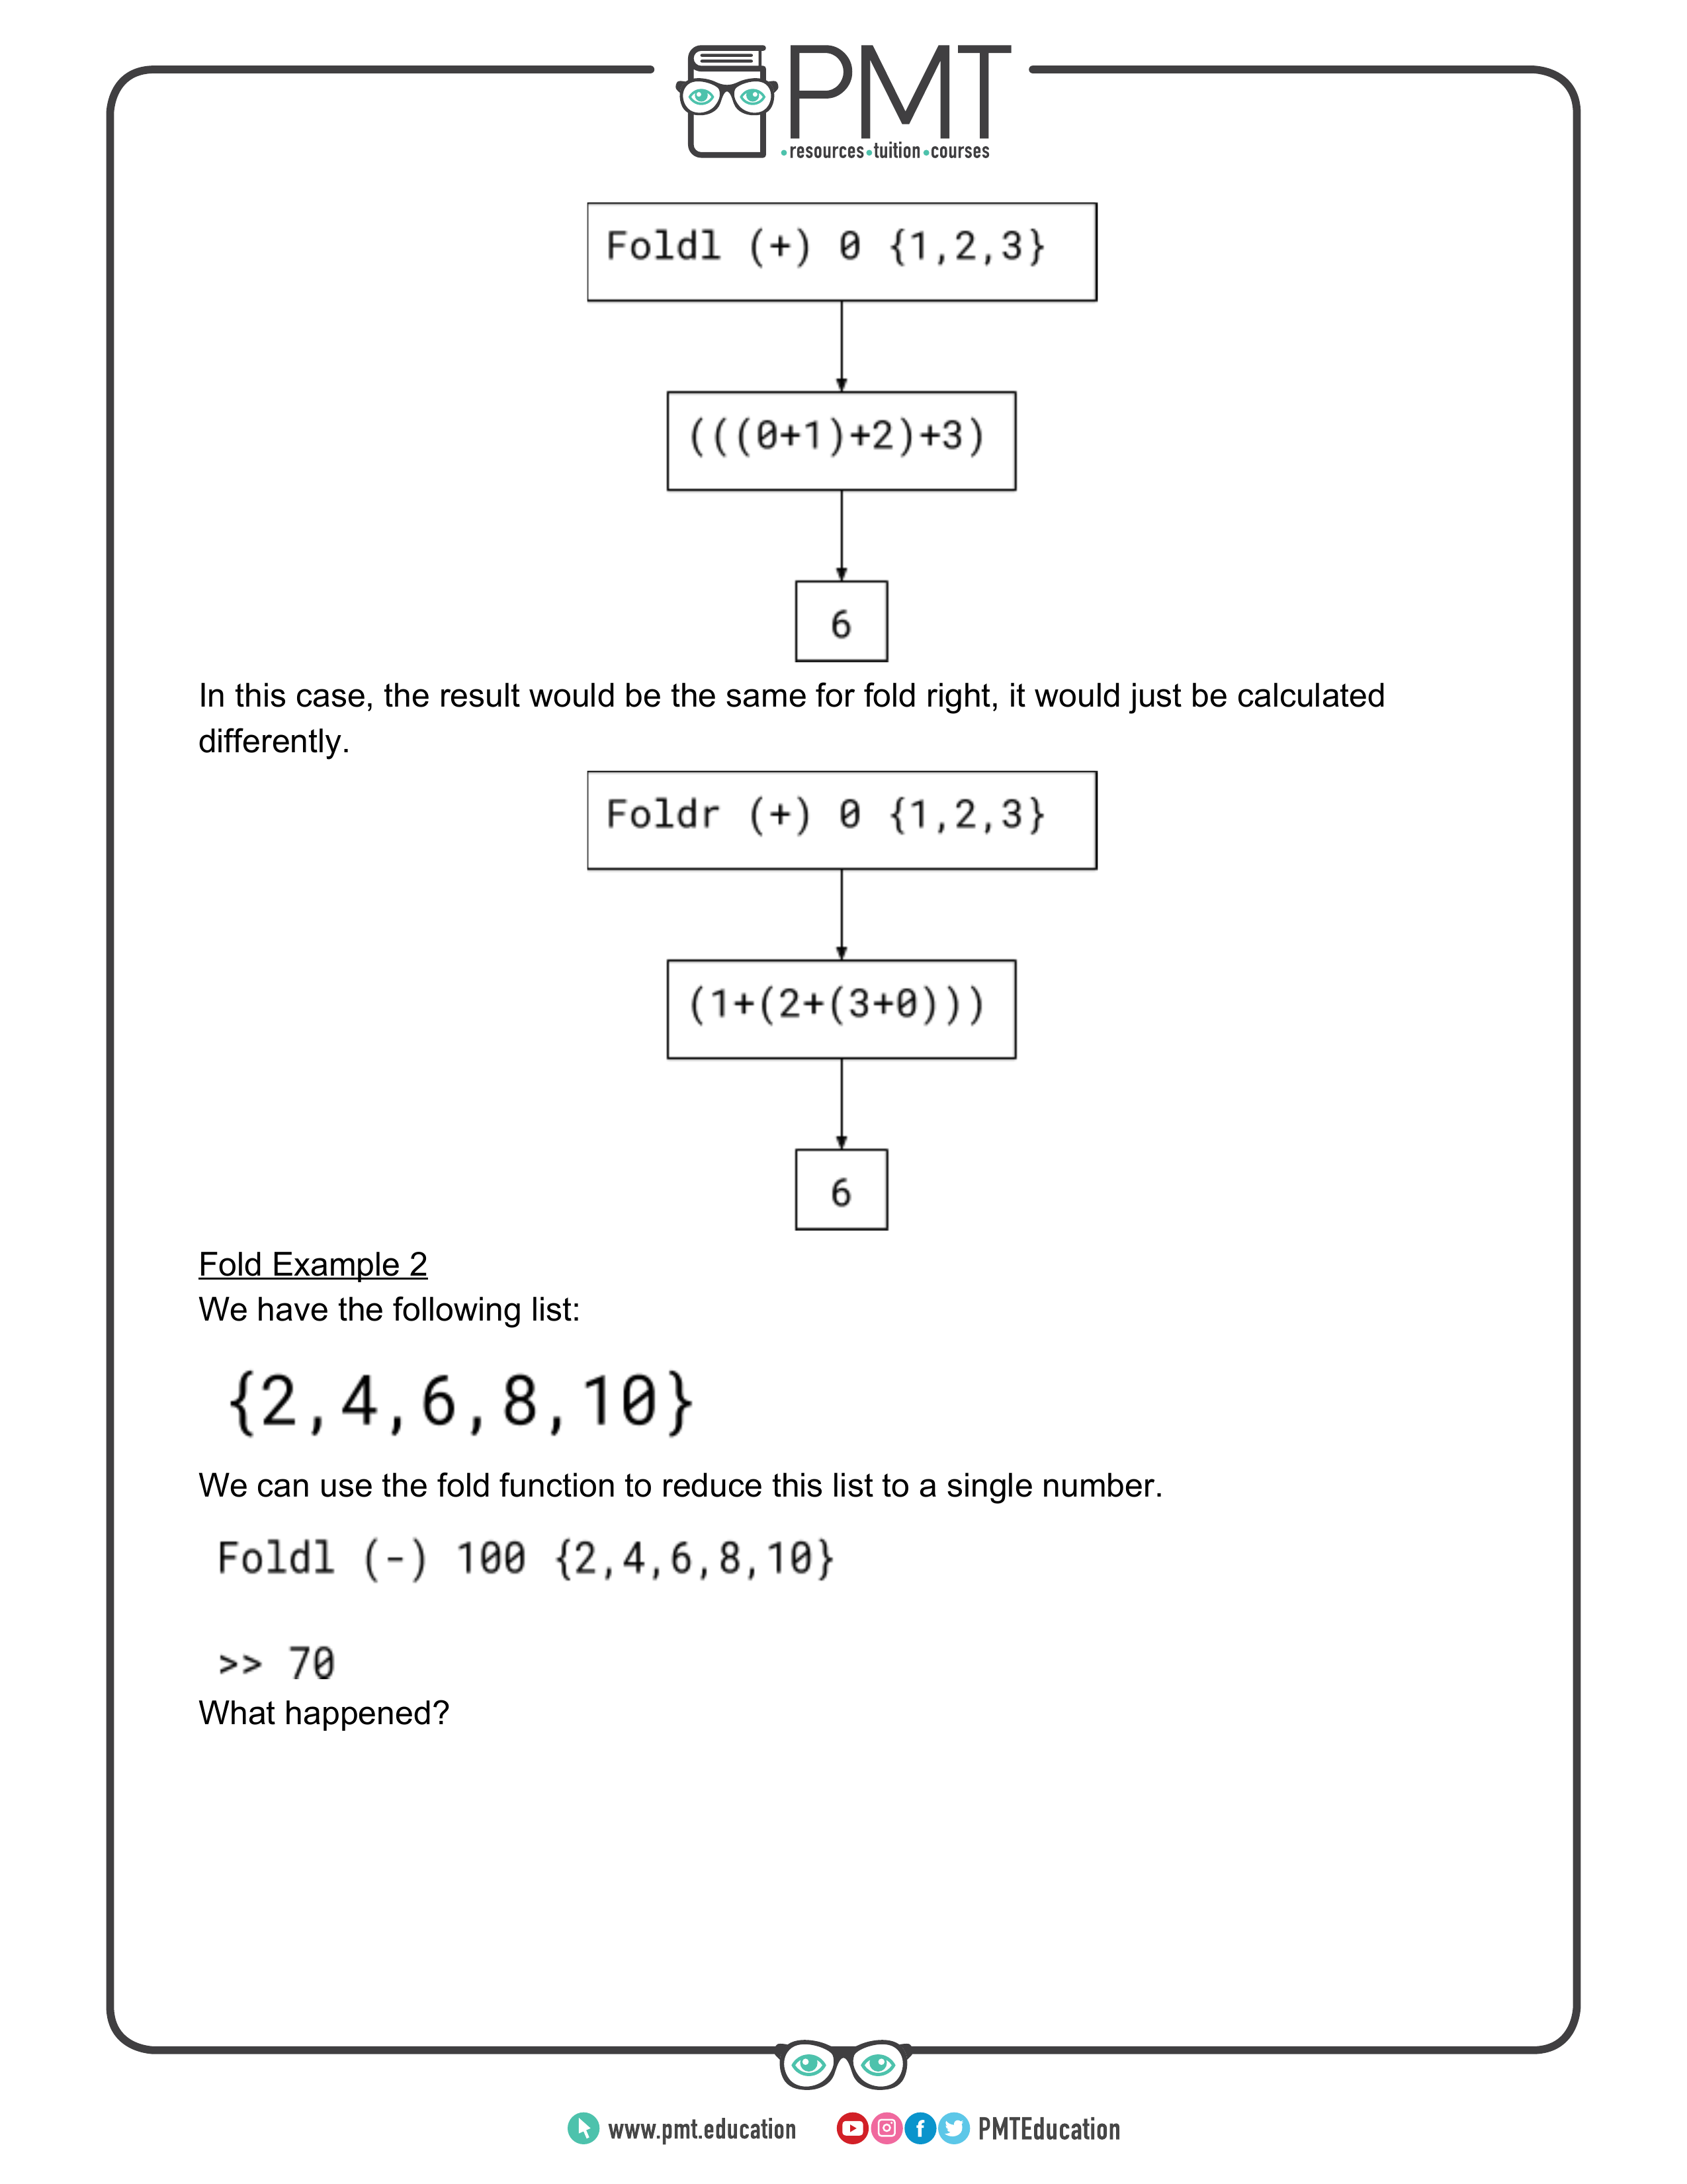 PMT
•resources•tuition•courses
Foldl (+) 0 {1,2,3}
(((0+1)+2)+3)
6
In this case, the result would be the same for fold right, it would just be calculated
differently.
Foldr (+) 0 {1,2,3}
(1+(2+(3+0)))
6
Fold Example 2
We have the following list:
{2,4,6,8,10}
We can use the fold function to reduce this list to a single number.
Foldl (-) 100 {2,4,6,8,10}
>> 70
What happened?
www.pmt.education PMTEducation